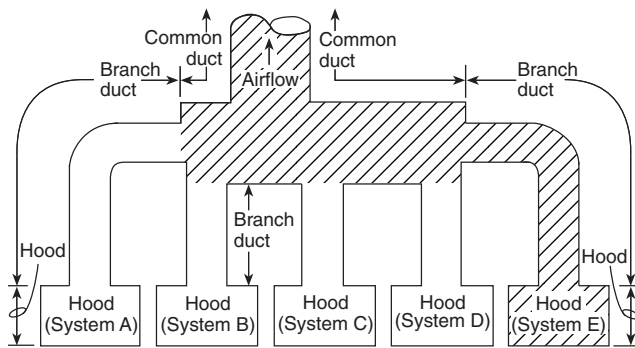 Common
duct
Common
duct
Airflow
Branch
duct
Branch
duct
Branch
duct
Hood
Hood
Hood
(System A)
Hood
(System B)
Hood
(System C)
Hood
(System D)
Hood
(System E)